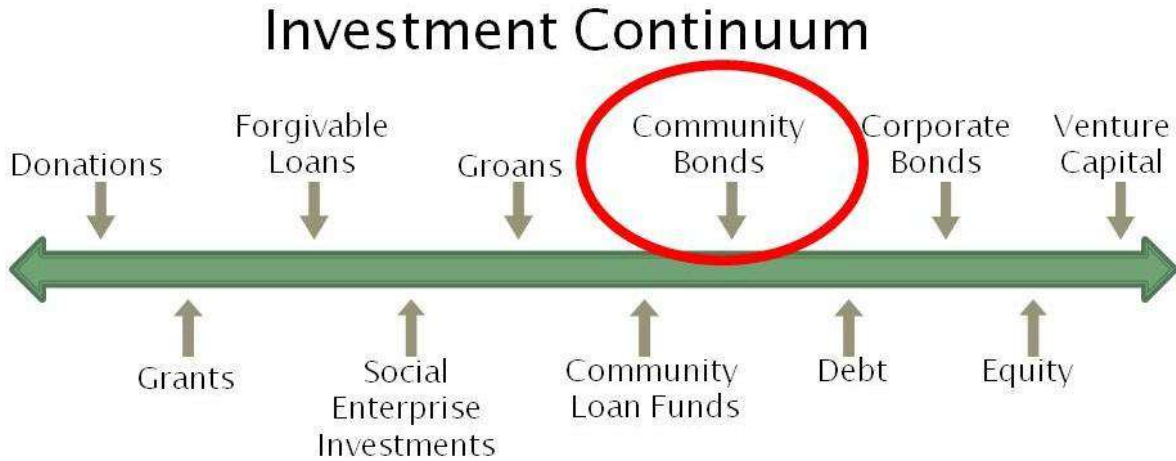 Investment Continuum
Donations
Forgivable
Loans
Groans
Community
Bonds
Corporate
Bonds
Venture
Capital
Grants
Social
Enterprise
Investments
Community
Loan Funds
Debt
Equity